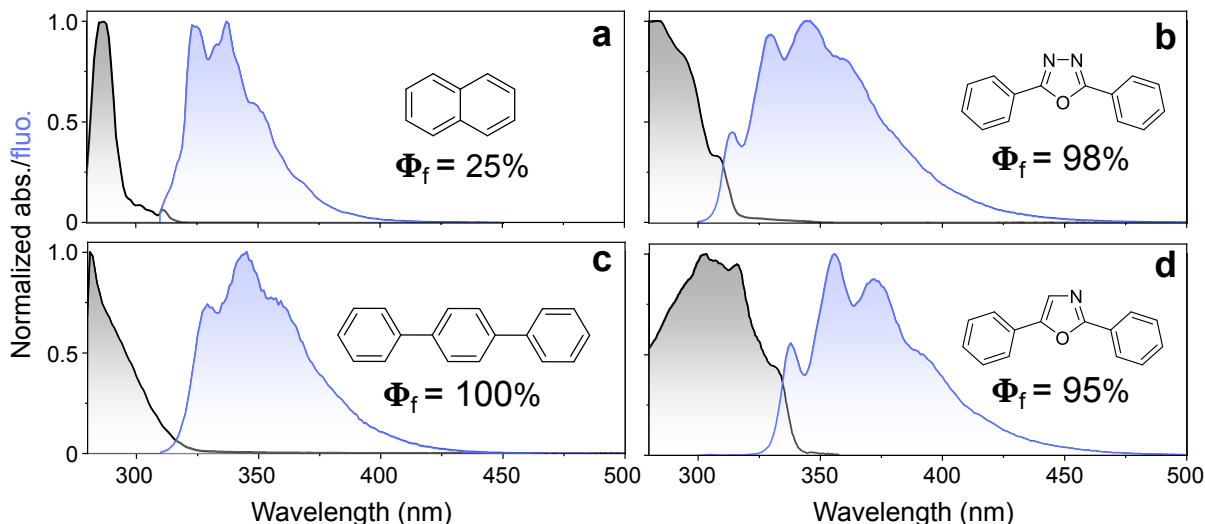 Normalized abs./fluo.
1.0
0.5
0
a
Φf = 25%
b
N N
O
Φf = 98%
1.0
0.5
0
c
Φf = 100%
d
N
O
Φf = 95%
300 350 400 450 500
300 350 400 450 500
Wavelength (nm)
Wavelength (nm)